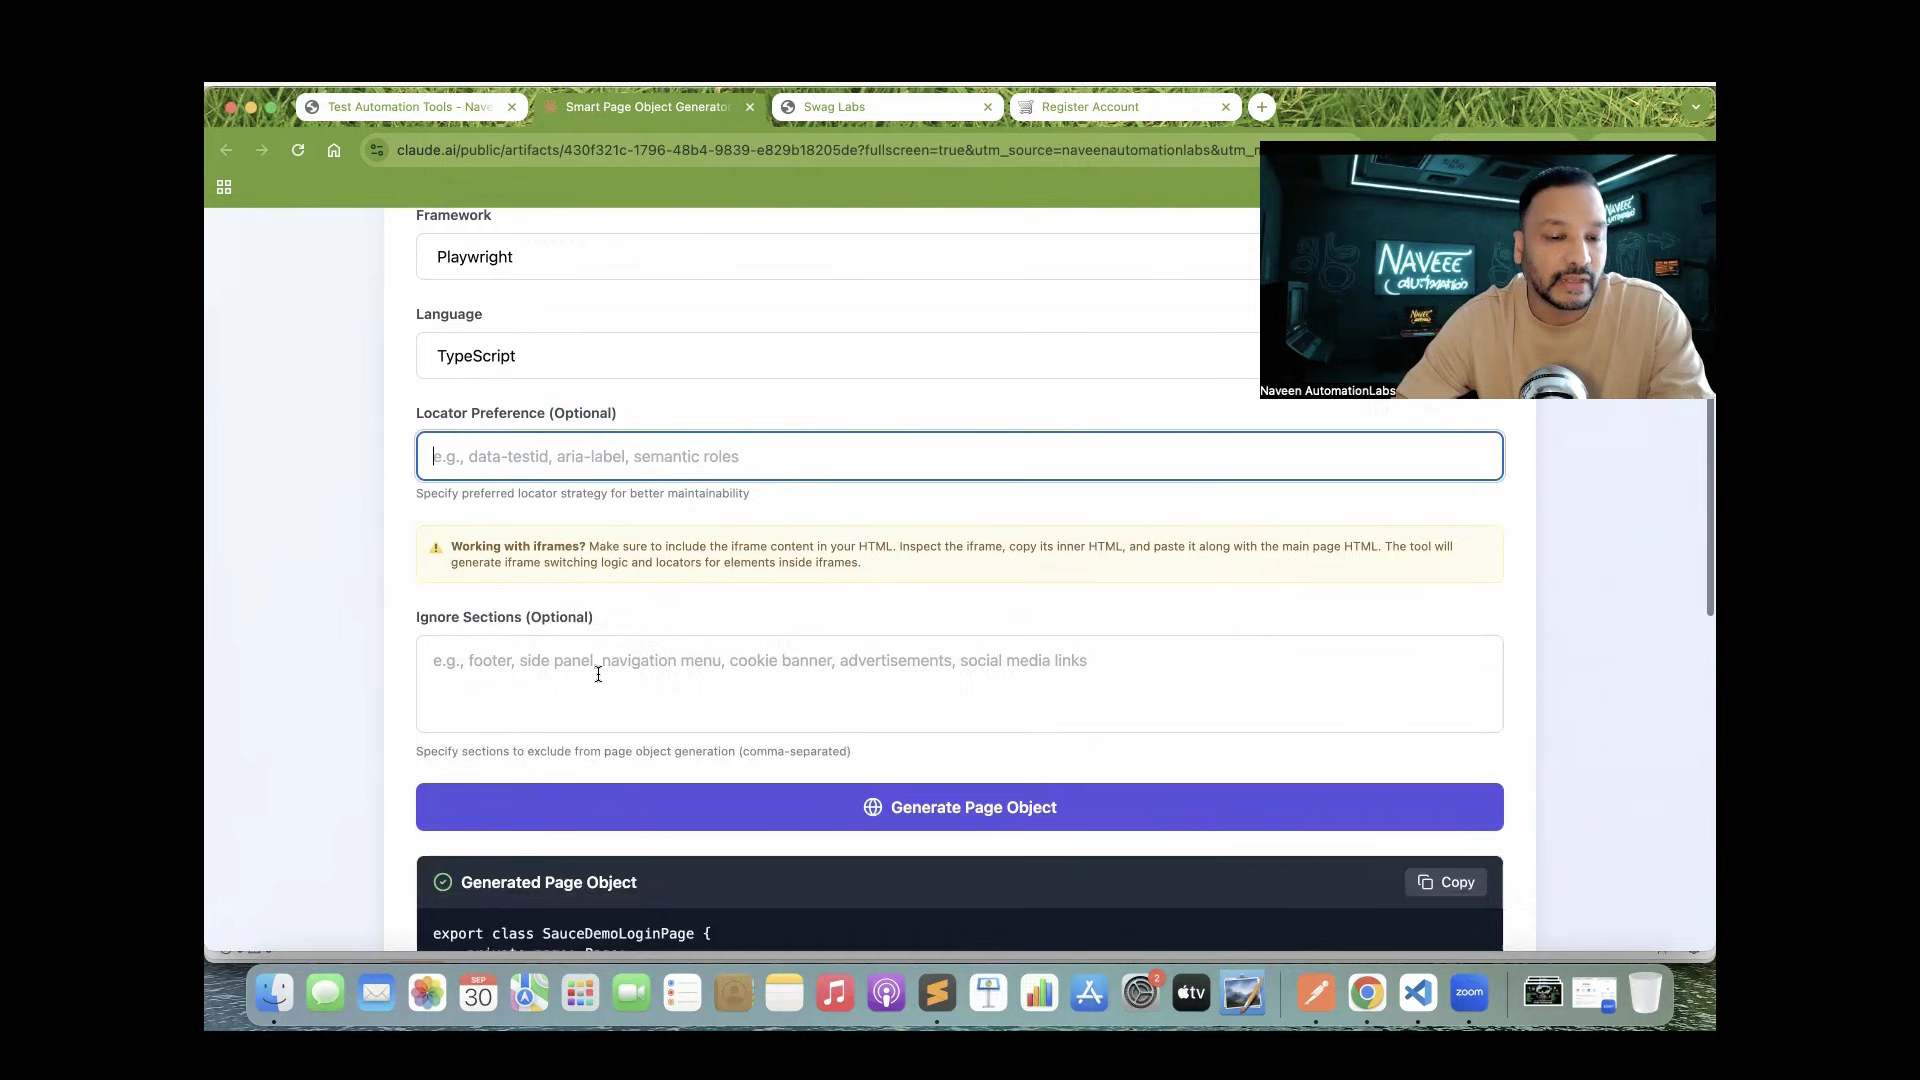 Test Automation Tools - Nave
Smart Page Object Generator
Swag Labs
Register Account
claude.ai/public/artifacts/430f321c-1796-48b4-9839-e829b18205de?fullscreen=true&utm_source=naveenautomationlabs&utm_
Framework
Playwright
Language
TypeScript
NAVEEE
AUTMATION
Naveen AutomationLabs
Locator Preference (Optional)
e.g., data-testid, aria-label, semantic roles
Specify preferred locator strategy for better maintainability
Working with iframes? Make sure to include the iframe content in your HTML. Inspect the iframe, copy its inner HTML, and paste it along with the main page HTML. The tool will
generate iframe switching logic and locators for elements inside iframes.
Ignore Sections (Optional)
e.g., footer, side panel, navigation menu, cookie banner, advertisements, social media links
Specify sections to exclude from page object generation (comma-separated)
Generate Page Object
Generated Page Object
Copy
export class SauceDemoLoginPage {
SEP
30
2
tv
zoom